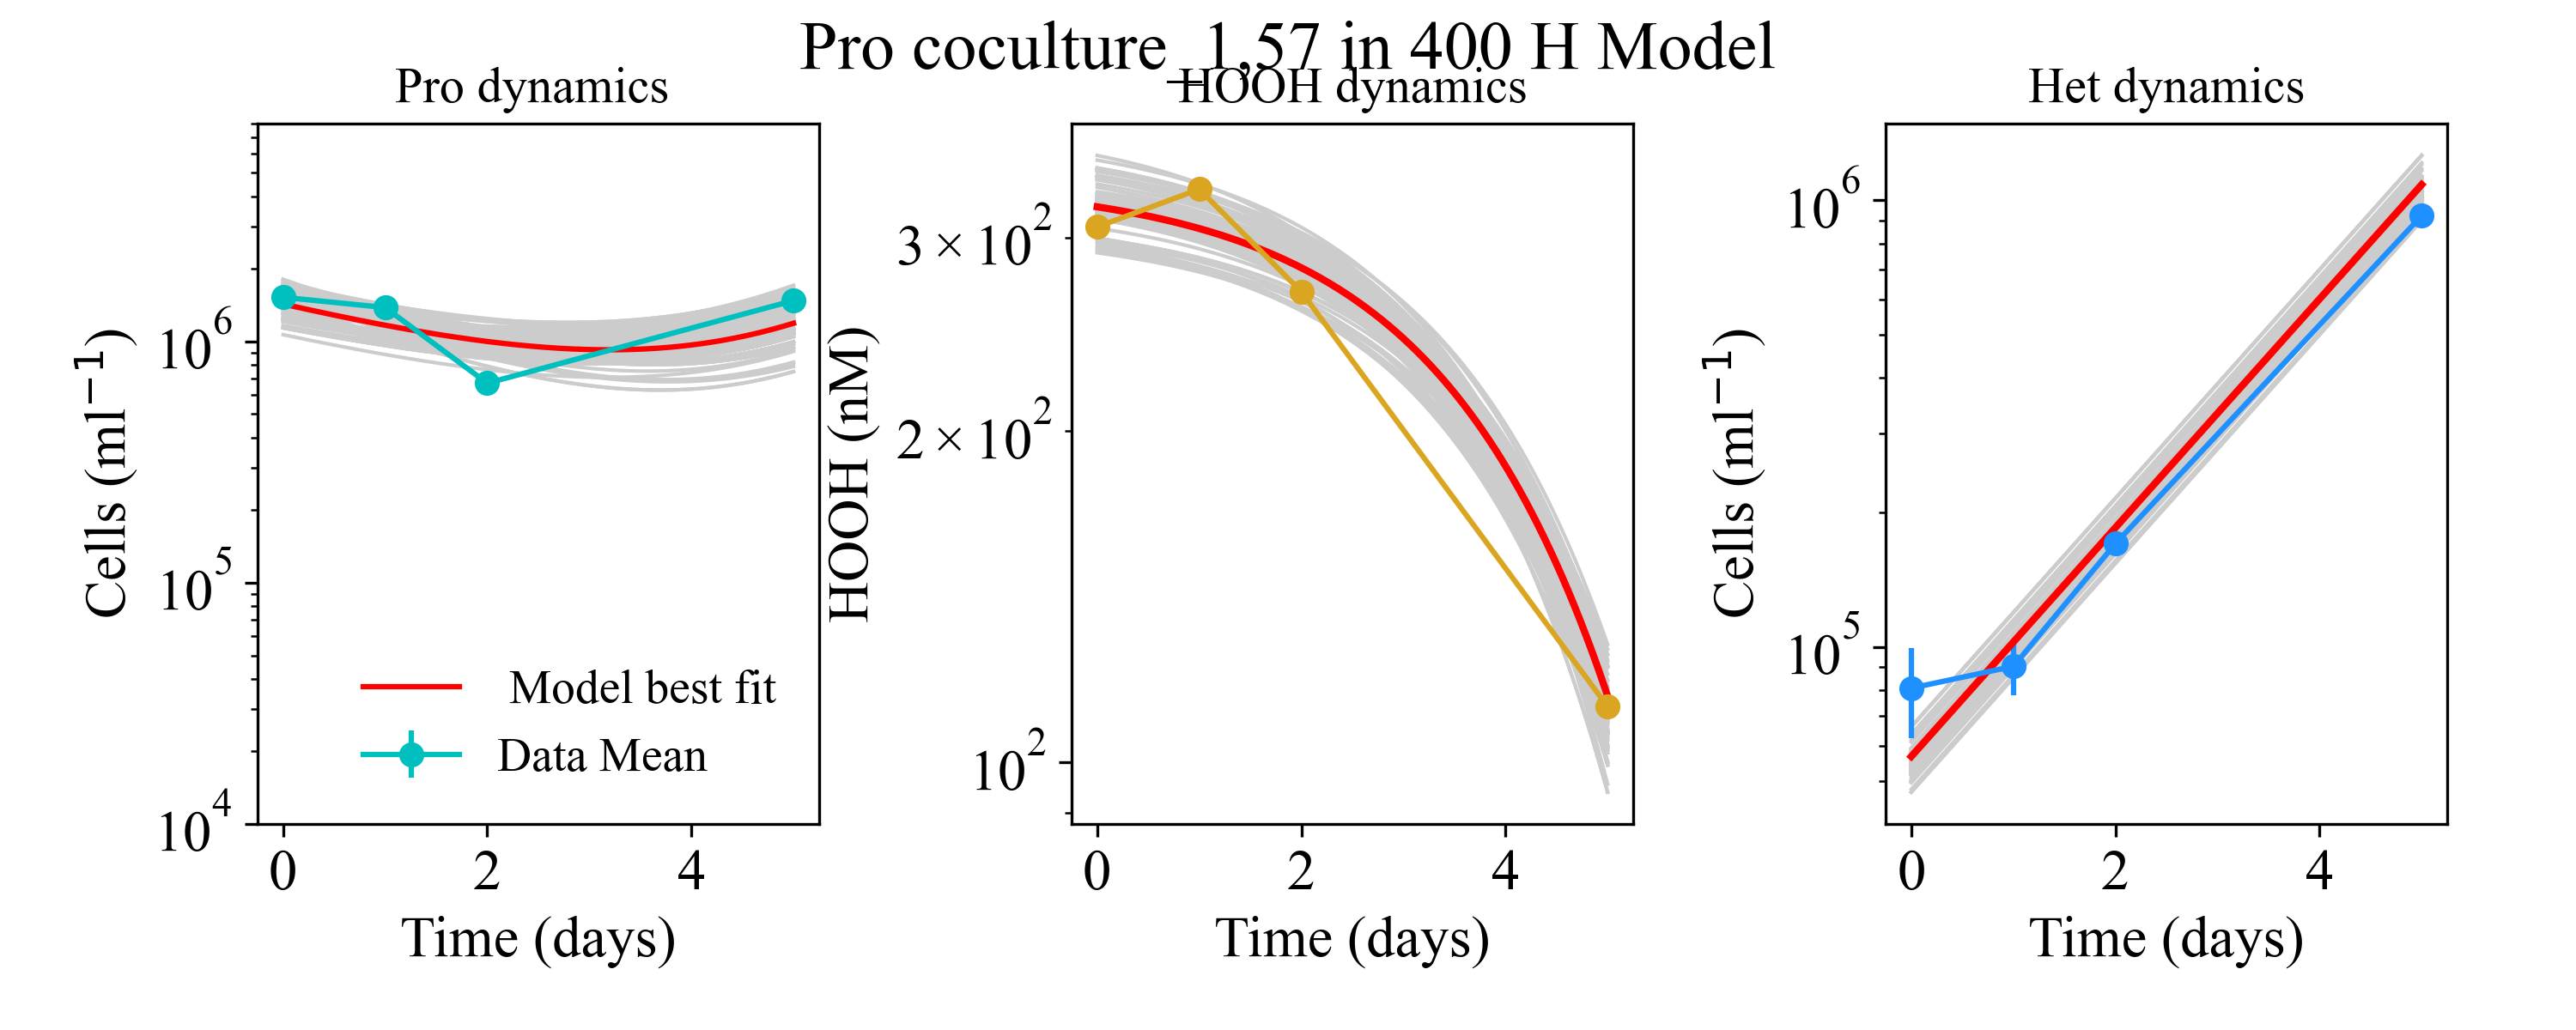 Pro coculture_1,57 in 400 H Model
Pro dynamics
Cells (ml⁻¹)
10⁶
10⁵
10⁴
Model best fit
Data Mean
0 2 4
Time (days)
HOOH dynamics
HOOH (nM)
3 × 10²
2 × 10²
10²
0 2 4
Time (days)
Het dynamics
Cells (ml⁻¹)
10⁶
10⁵
0 2 4
Time (days)